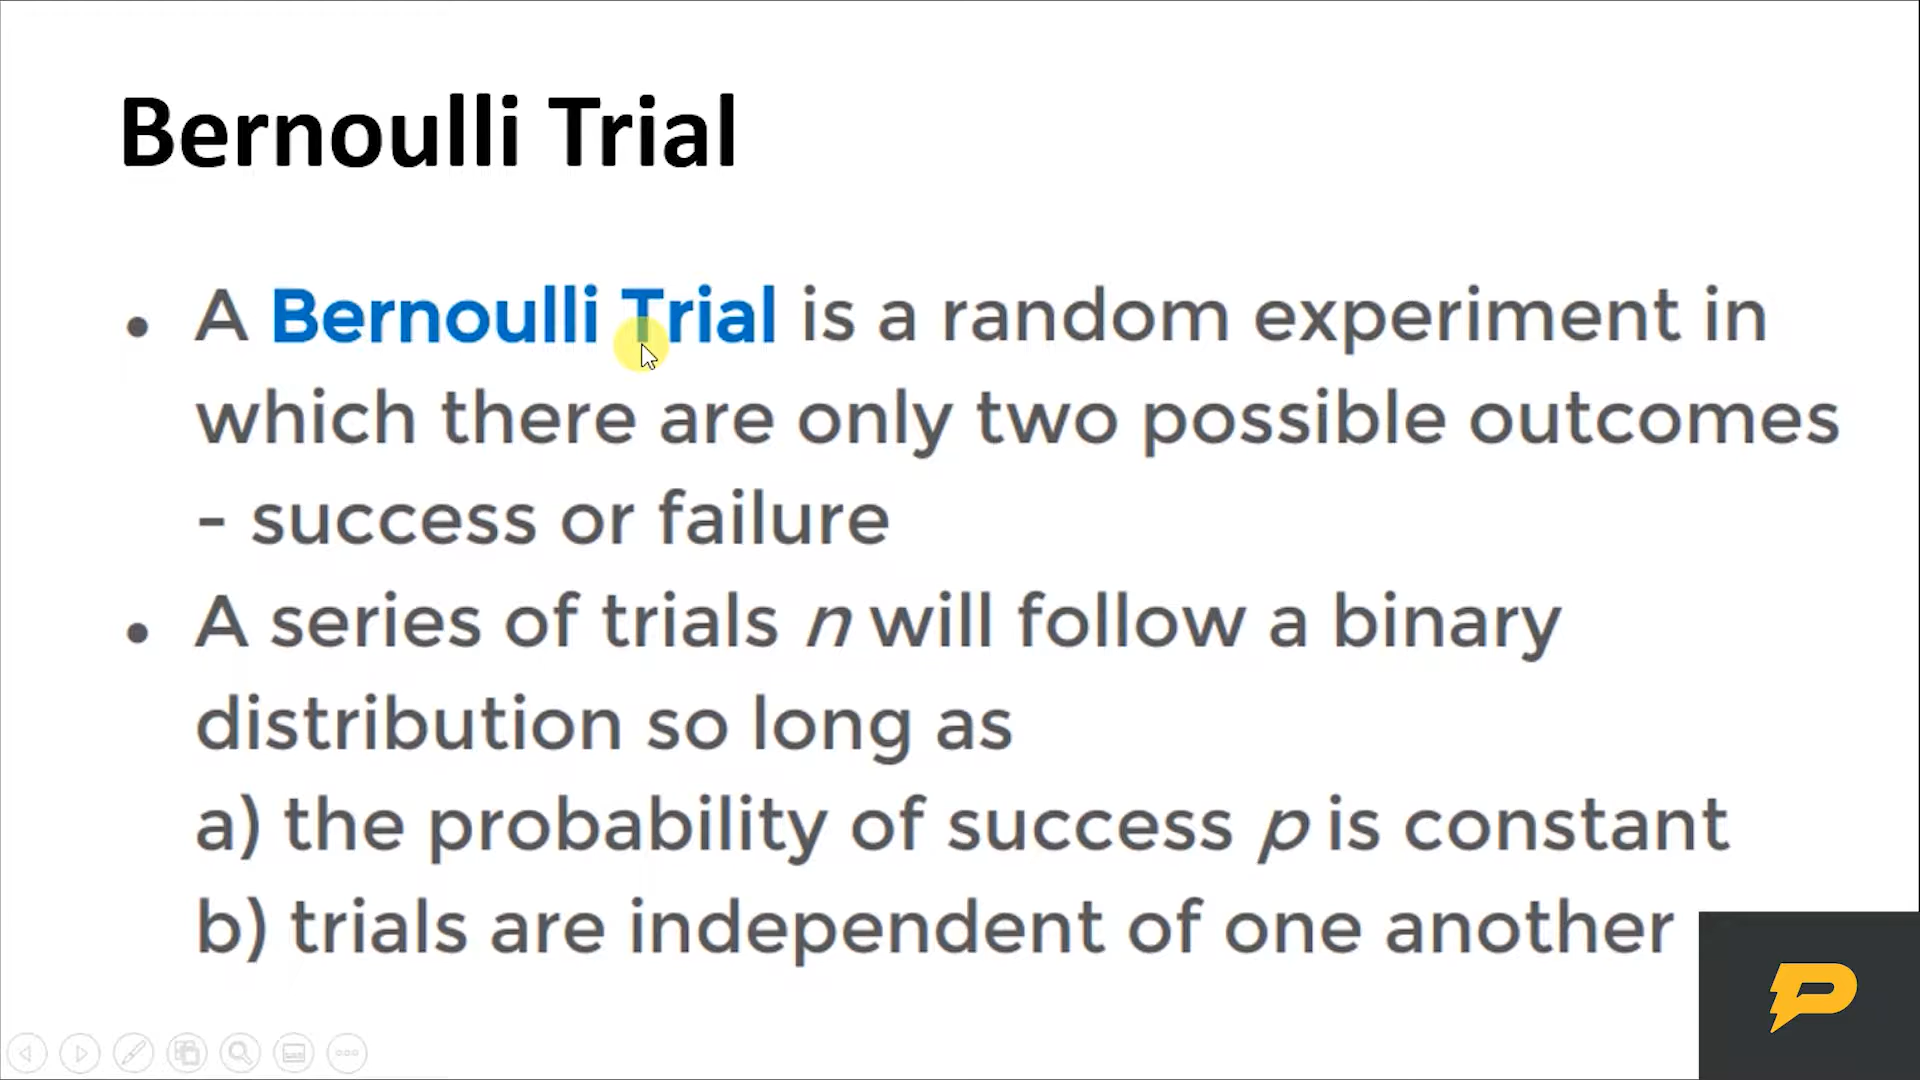 Bernoulli Trial
• A Bernoulli Trial is a random experiment in
which there are only two possible outcomes
- success or failure
• A series of trials n will follow a binary
distribution so long as
a) the probability of success p is constant
b) trials are independent of one another